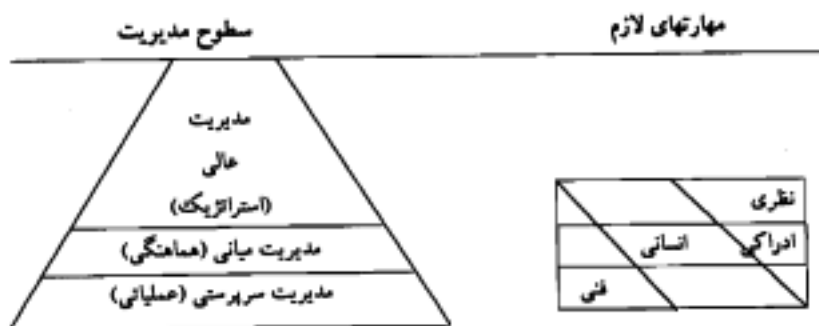 مهارتهای لازم
سطوح مدیریت
مدیریت
عالی
(استراتژیک)
مدیریت میانی (هماهنگی)
مدیریت سرپرستی (عملیاتی)
نظری
ادراکی
انسانی
فنی